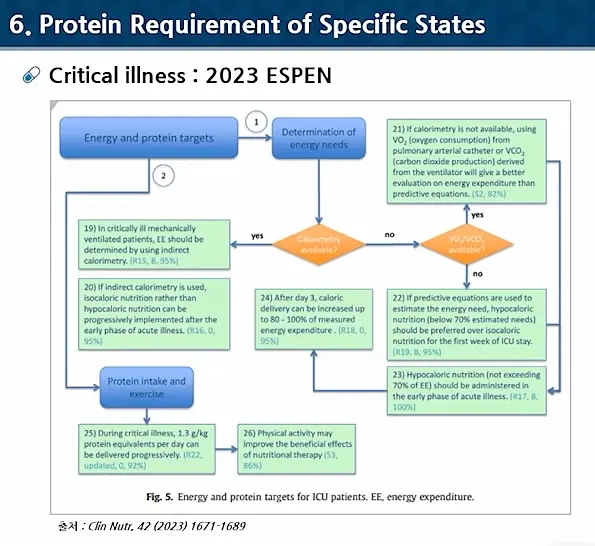 6. Protein Requirement of Specific States
Critical illness : 2023 ESPEN
Energy and protein targets
1
Determination of
energy needs
2
21) If calorimetry is not available, using
VO2 (oxygen consumption) from
pulmonary arterial catheter or VCO2
(carbon dioxide production) derived
from the ventilator will give a better
evaluation on energy expenditure than
predictive equations. (S2, 82%)
yes
19) In critically ill mechanically
ventilated patients, EE should be
determined by using indirect
calorimetry. (R15, B, 95%)
yes
Calorimetry
available?
no
VO2/VCO2
available?
no
20) If indirect calorimetry is used,
isocaloric nutrition rather than
hypocaloric nutrition can be
progressively implemented after the
early phase of acute illness. (R16, 0,
95%)
24) After day 3, caloric
delivery can be increased
up to 80 - 100% of measured
energy expenditure . (R18, 0,
95%)
22) If predictive equations are used to
estimate the energy need, hypocaloric
nutrition (below 70% estimated needs)
should be preferred over isocaloric
nutrition for the first week of ICU stay.
(R19. B, 95%)
23) Hypocaloric nutrition (not exceeding
70% of EE) should be administered in
the early phase of acute illness. (R17, B,
100%)
Protein intake and
exercise
25) During critical illness, 1.3 g/kg
protein equivalents per day can
be delivered progressively. (R22,
updated, 0, 92%)
26) Physical activity may
improve the beneficial effects
of nutritional therapy (S3,
86%)
Fig. 5. Energy and protein targets for ICU patients. EE, energy expenditure.
출처 : Clin Nutr, 42 (2023) 1671-1689